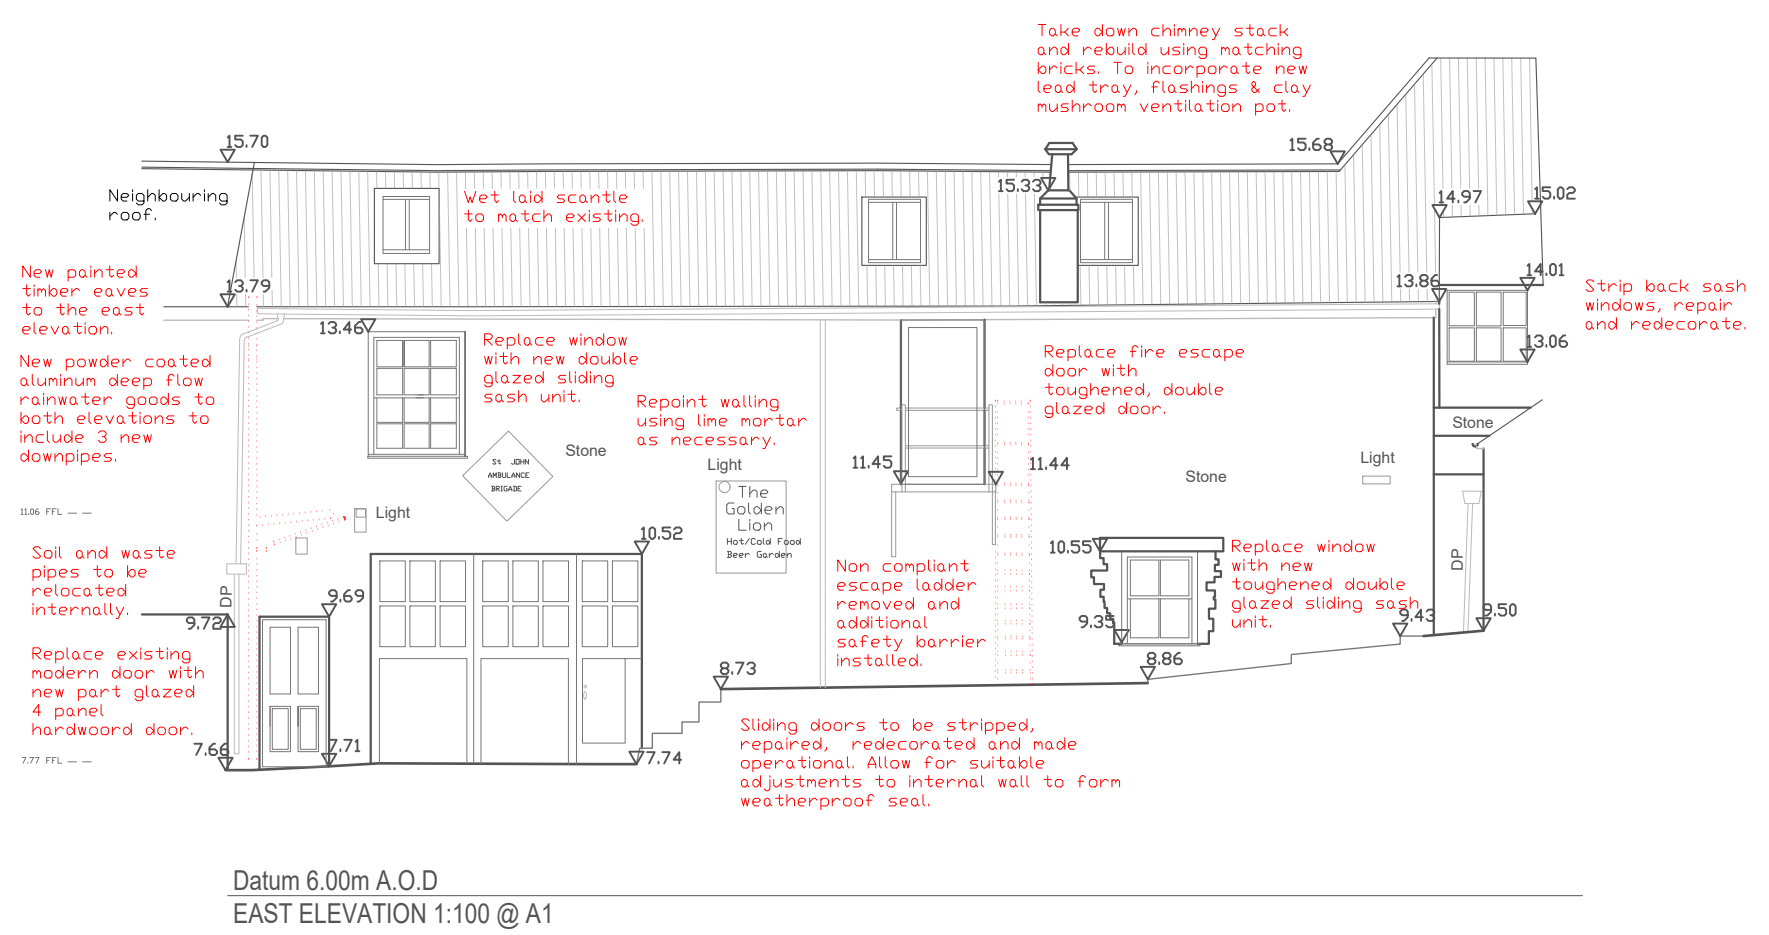 Take down chimney stack
and rebuild using matching
bricks. To incorporate new
lead tray, flashings & clay
mushroom ventilation pot.
15.70
15.68
15.33
Neighbouring
roof.
Wet laid scantle
to match existing.
14.97
15.02
New painted
timber eaves
to the east
elevation.
13.79
13.86
14.01
Strip back sash
windows, repair
and redecorate.
13.46
13.06
New powder coated
aluminum deep flow
rainwater goods to
both elevations to
include 3 new
downpipes.
Replace window
with new double
glazed sliding
sash unit.
Repoint walling
using lime mortar
as necessary.
Replace fire escape
door with
toughened, double
glazed door.
Stone
Stone
Stone
Light
Light
11.45
11.44
St JOHN
AMBULANCE
BRIGADE
The
Golden
Lion
Hot/Cold Food
Beer Garden
11.06 FFL
Light
10.52
10.55
Soil and waste
pipes to be
relocated
internally.
DP
9.72
9.69
Non compliant
escape ladder
removed and
additional
safety barrier
installed.
Replace window
with new
toughened double
glazed sliding sash
unit.
DP
9.35
9.43
9.50
Replace existing
modern door with
new part glazed
4 panel
hardwoord door.
8.73
8.86
7.66
7.71
7.74
7.77 FFL
Sliding doors to be stripped,
repaired, redecorated and made
operational. Allow for suitable
adjustments to internal wall to form
weatherproof seal.
Datum 6.00m A.O.D
EAST ELEVATION 1:100 @ A1